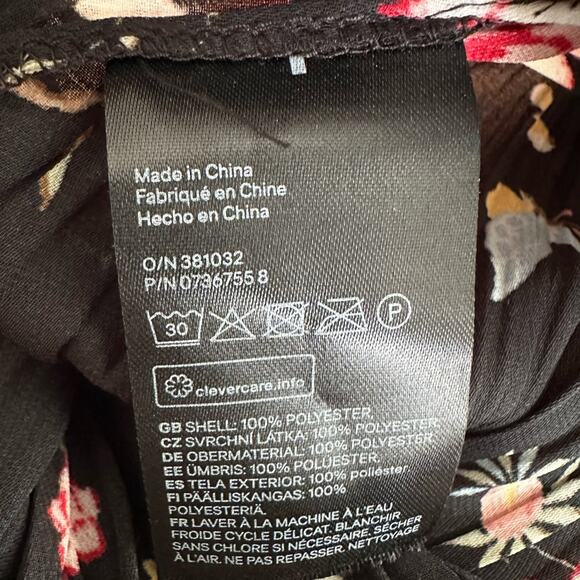 Made in China
Fabriqué en Chine
Hecho en China
O/N 381032
P/N 0736755 8
30
P
clevercare.info
GB SHELL: 100% POLYESTER.
CZ SVRCHNÍ LÁTKA: 100% POLYESTER.
DE OBERMATERIAL: 100% POLYESTER.
EE ÜMBRIS: 100% POLÜESTER.
ES TELA EXTERIOR: 100% poliéster.
FI PÄÄLLISKANGAS: 100%
POLYESTERIÄ.
FR LAVER À LA MACHINE À L'EAU
FROIDE CYCLE DÉLICAT. BLANCHIR
SANS CHLORE SI NÉCESSAIRE. SÉCHER
À L'AIR. NE PAS REPASSER. NETTOYAGE